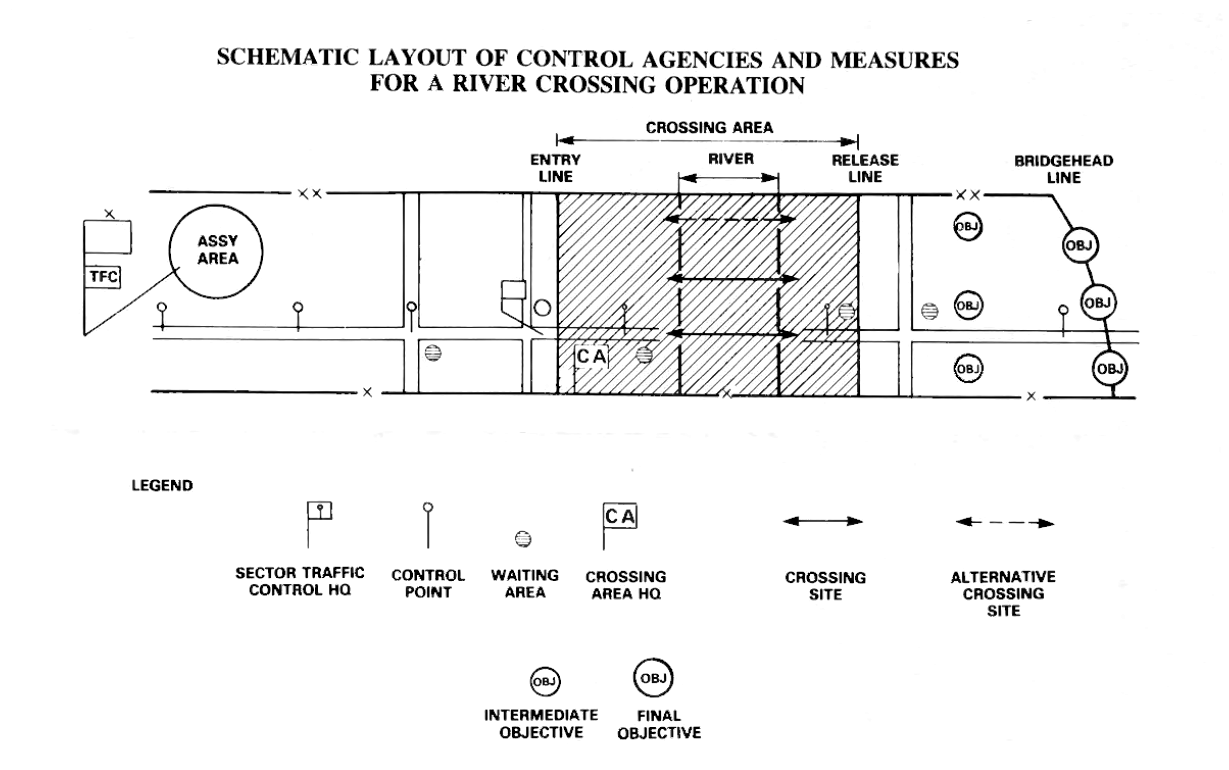 SCHEMATIC LAYOUT OF CONTROL AGENCIES AND MEASURES
FOR A RIVER CROSSING OPERATION
CROSSING AREA
ENTRY
LINE
RIVER
RELEASE
LINE
BRIDGEHEAD
LINE
X X
X X
X
ASSY
AREA
TFC
OBJ
OBJ
OBJ
OBJ
CA
OBJ
OBJ
X
X
X
LEGEND
CA
SECTOR TRAFFIC
CONTROL HQ
CONTROL
POINT
WAITING
AREA
CROSSING
AREA HQ
CROSSING
SITE
ALTERNATIVE
CROSSING
SITE
OBJ
OBJ
INTERMEDIATE
OBJECTIVE
FINAL
OBJECTIVE